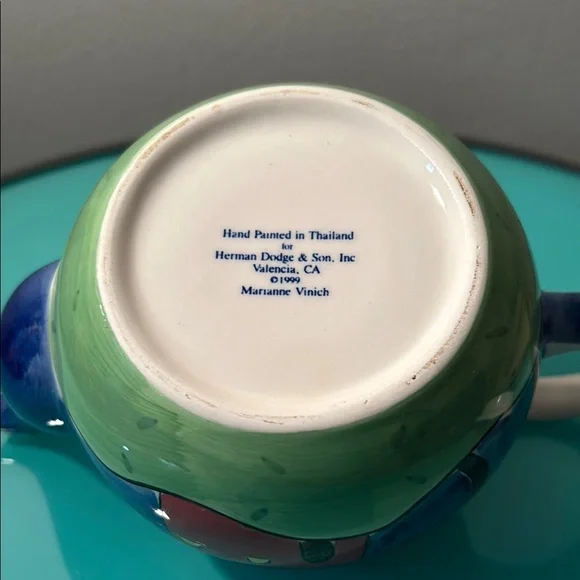 Hand Painted in Thailand
for
Herman Dodge & Son, Inc
Valencia, CA
©1999
Marianne Vinich